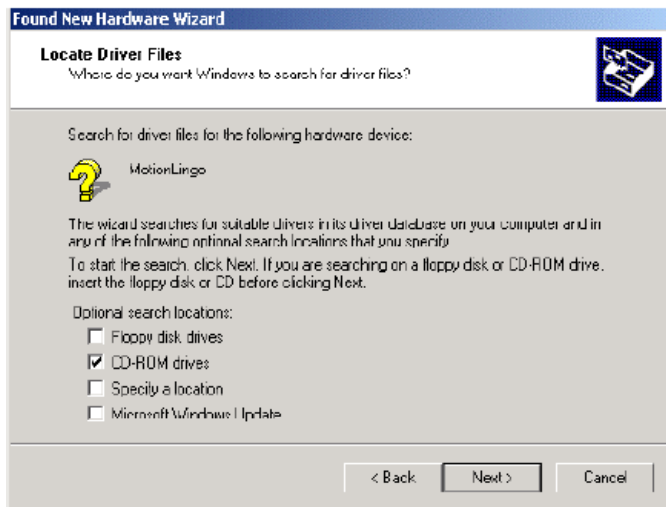 Found New Hardware Wizard
Locate Driver Files
Where do you want Windows to search for driver files?
Search for driver files for the following hardware device:
MotionLingo
The wizard searches for suitable drivers in its driver database on your computer and in
any of the following optional search locations that you specify.
To start the search, click Next. If you are searching on a floppy disk or CD-ROM drive,
insert the floppy disk or CD before clicking Next.
Optional search locations:
Floppy disk drives
CD-ROM drives
Specify a location
Microsoft Windows Update
< Back Next > Cancel